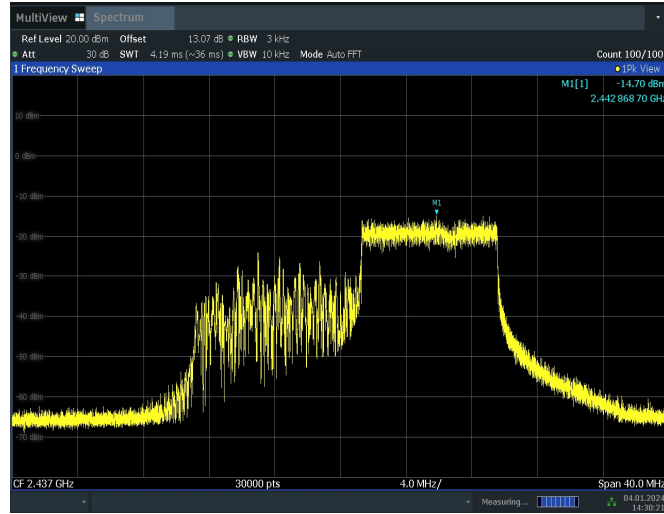 MultiView Spectrum
Ref Level 20.00 dBm Offset 13.07 dB RBW 3 kHz
Att 30 dB SWT 4.19 ms (~36 ms) VBW 10 kHz Mode Auto FFT Count 100/100
1 Frequency Sweep 1Pk View
M1[1] -14.70 dBm
2.442 868 70 GHz
10 dBm
0 dBm
-10 dBm
M1
-20 dBm
-30 dBm
-40 dBm
-50 dBm
-60 dBm
-70 dBm
CF 2.437 GHz 30000 pts 4.0 MHz/ Span 40.0 MHz
Measuring... 04.01.2024
14:30:21